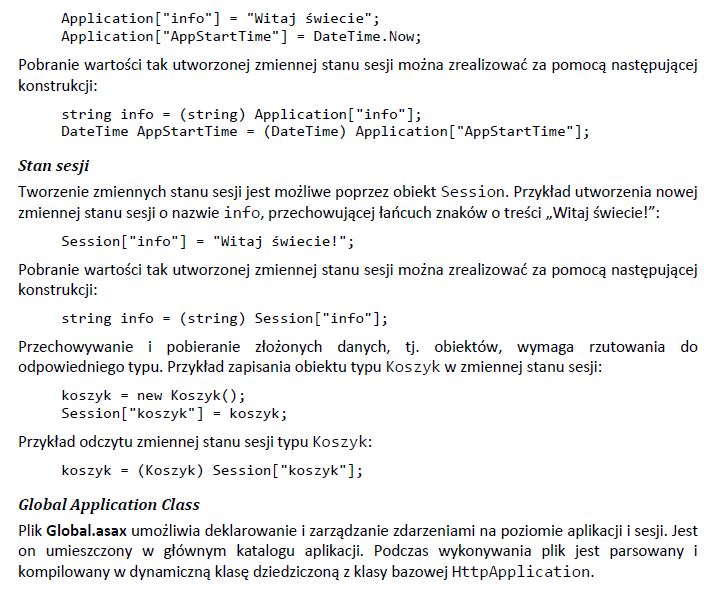 Application["info"] = "Witaj świecie";
Application["AppStartTime"] = DateTime.Now;
Pobranie wartości tak utworzonej zmiennej stanu sesji można zrealizować za pomocą następującej
konstrukcji:
string info = (string) Application["info"];
DateTime AppStartTime = (DateTime) Application["AppStartTime"];
Stan sesji
Tworzenie zmiennych stanu sesji jest możliwe poprzez obiekt Session. Przykład utworzenia nowej
zmiennej stanu sesji o nazwie info, przechowującej łańcuch znaków o treści „Witaj świecie!”:
Session["info"] = "Witaj świecie!";
Pobranie wartości tak utworzonej zmiennej stanu sesji można zrealizować za pomocą następującej
konstrukcji:
string info = (string) Session["info"];
Przechowywanie i pobieranie złożonych danych, tj. obiektów, wymaga rzutowania do
odpowiedniego typu. Przykład zapisania obiektu typu Koszyk w zmiennej stanu sesji:
koszyk = new Koszyk();
Session["koszyk"] = koszyk;
Przykład odczytu zmiennej stanu sesji typu Koszyk:
koszyk = (Koszyk) Session["koszyk"];
Global Application Class
Plik Global.asax umożliwia deklarowanie i zarządzanie zdarzeniami na poziomie aplikacji i sesji. Jest
on umieszczony w głównym katalogu aplikacji. Podczas wykonywania plik jest parsowany i
kompilowany w dynamiczną klasę dziedziczoną z klasy bazowej HttpApplication.